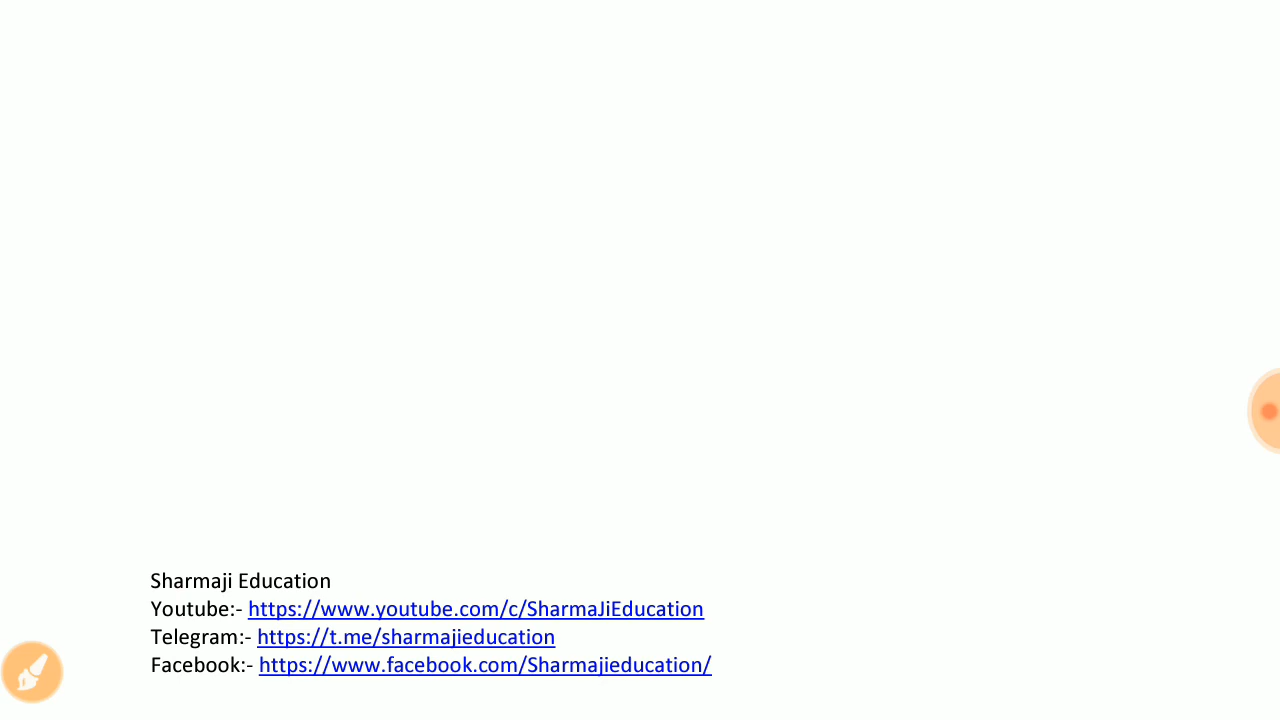 Sharmaji Education
Youtube:- https://www.youtube.com/c/SharmaJiEducation
Telegram:- https://t.me/sharmajieducation
Facebook:- https://www.facebook.com/Sharmajieducation/